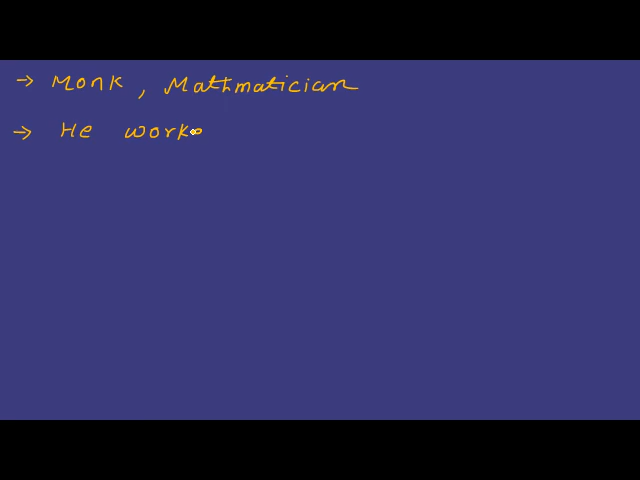 → Monk, Mathmatician
→ He work